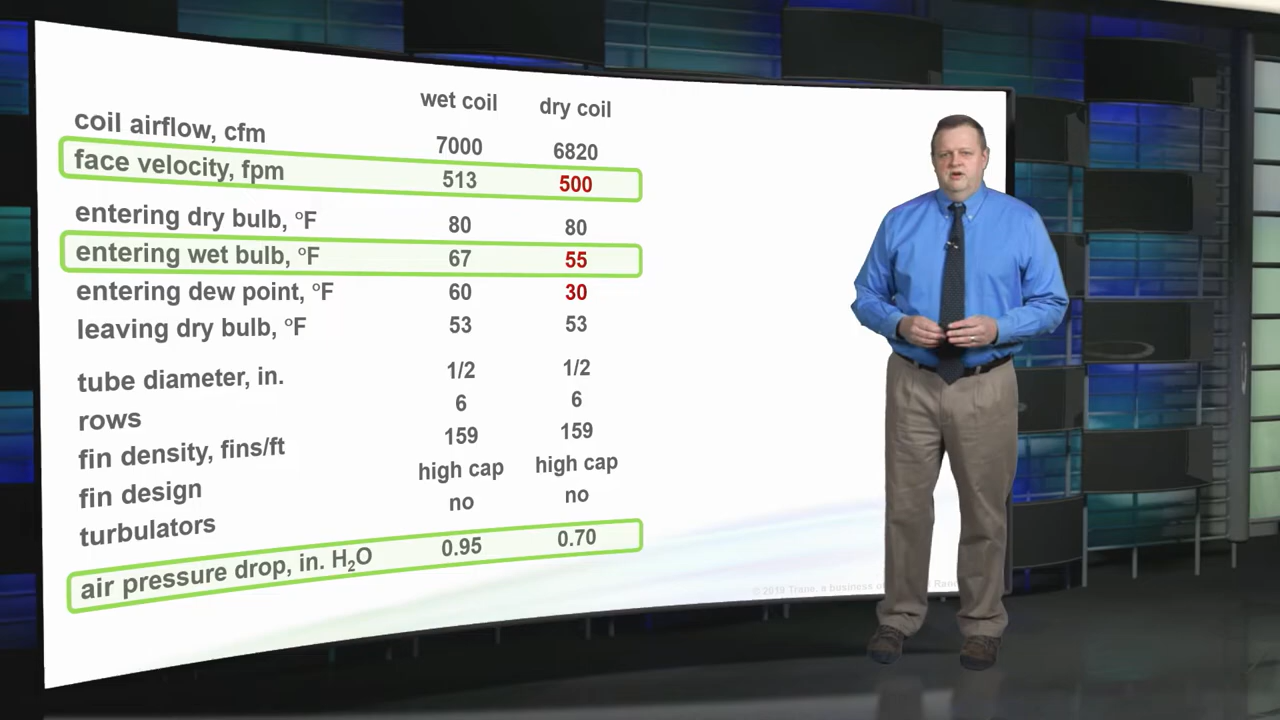 wet coil dry coil
coil airflow, cfm 7000 6820
face velocity, fpm 513 500
entering dry bulb, °F 80 80
entering wet bulb, °F 67 55
entering dew point, °F 60 30
leaving dry bulb, °F 53 53
tube diameter, in. 1/2 1/2
rows 6 6
fin density, fins/ft 159 159
fin design high cap high cap
turbulators no no
air pressure drop, in. H₂O 0.95 0.70
Trane, a business of